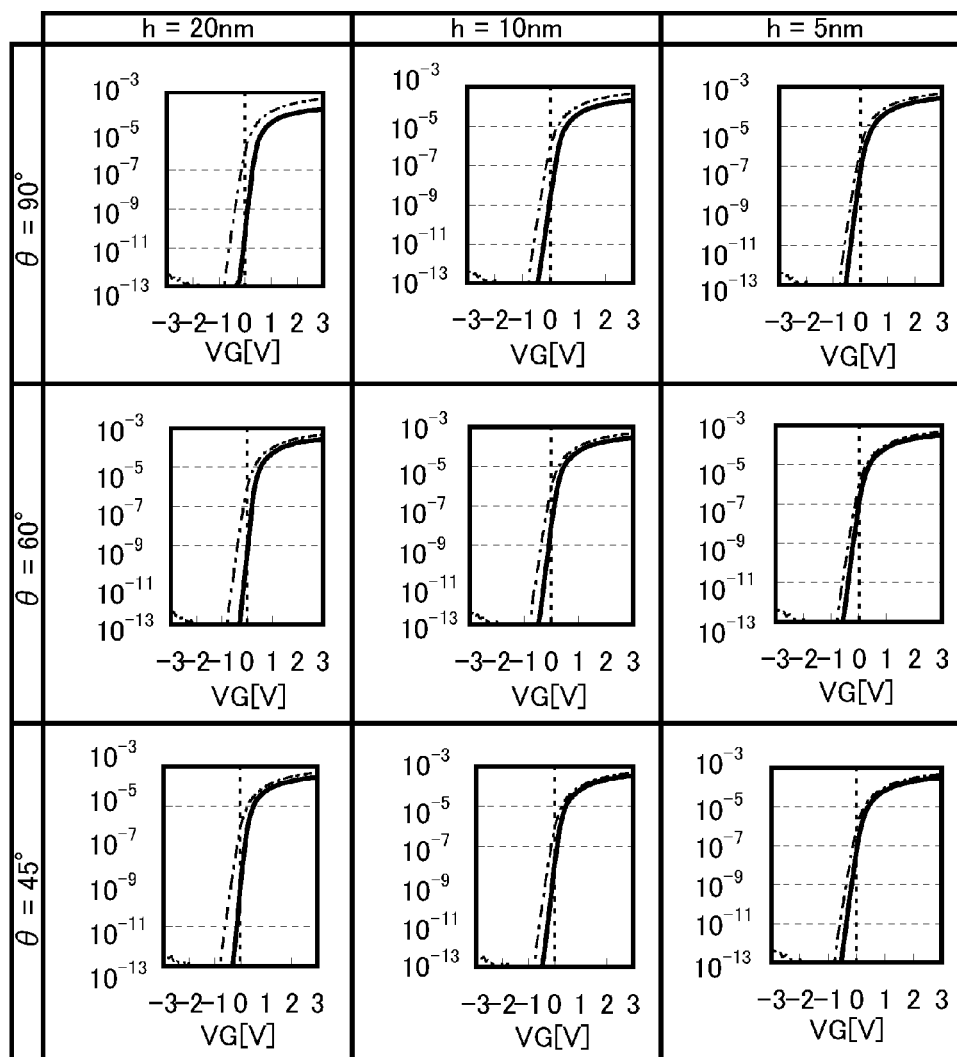 h = 20nm h = 10nm h = 5nm
θ = 90°
10⁻³ 10⁻³ 10⁻³
10⁻⁵ 10⁻⁵ 10⁻⁵
10⁻⁷ 10⁻⁷ 10⁻⁷
10⁻⁹ 10⁻⁹ 10⁻⁹
10⁻¹¹ 10⁻¹¹ 10⁻¹¹
10⁻¹³ 10⁻¹³ 10⁻¹³
-3-2-1 0 1 2 3 -3-2-1 0 1 2 3 -3-2-1 0 1 2 3
VG[V] VG[V] VG[V]
θ = 60°
10⁻³ 10⁻³ 10⁻³
10⁻⁵ 10⁻⁵ 10⁻⁵
10⁻⁷ 10⁻⁷ 10⁻⁷
10⁻⁹ 10⁻⁹ 10⁻⁹
10⁻¹¹ 10⁻¹¹ 10⁻¹¹
10⁻¹³ 10⁻¹³ 10⁻¹³
-3-2-1 0 1 2 3 -3-2-1 0 1 2 3 -3-2-1 0 1 2 3
VG[V] VG[V] VG[V]
θ = 45°
10⁻³ 10⁻³ 10⁻³
10⁻⁵ 10⁻⁵ 10⁻⁵
10⁻⁷ 10⁻⁷ 10⁻⁷
10⁻⁹ 10⁻⁹ 10⁻⁹
10⁻¹¹ 10⁻¹¹ 10⁻¹¹
10⁻¹³ 10⁻¹³ 10⁻¹³
-3-2-1 0 1 2 3 -3-2-1 0 1 2 3 -3-2-1 0 1 2 3
VG[V] VG[V] VG[V]